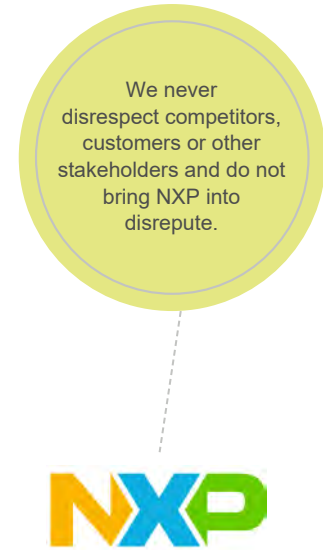 We never
disrespect competitors,
customers or other
stakeholders and do not
bring NXP into
disrepute.
NXP